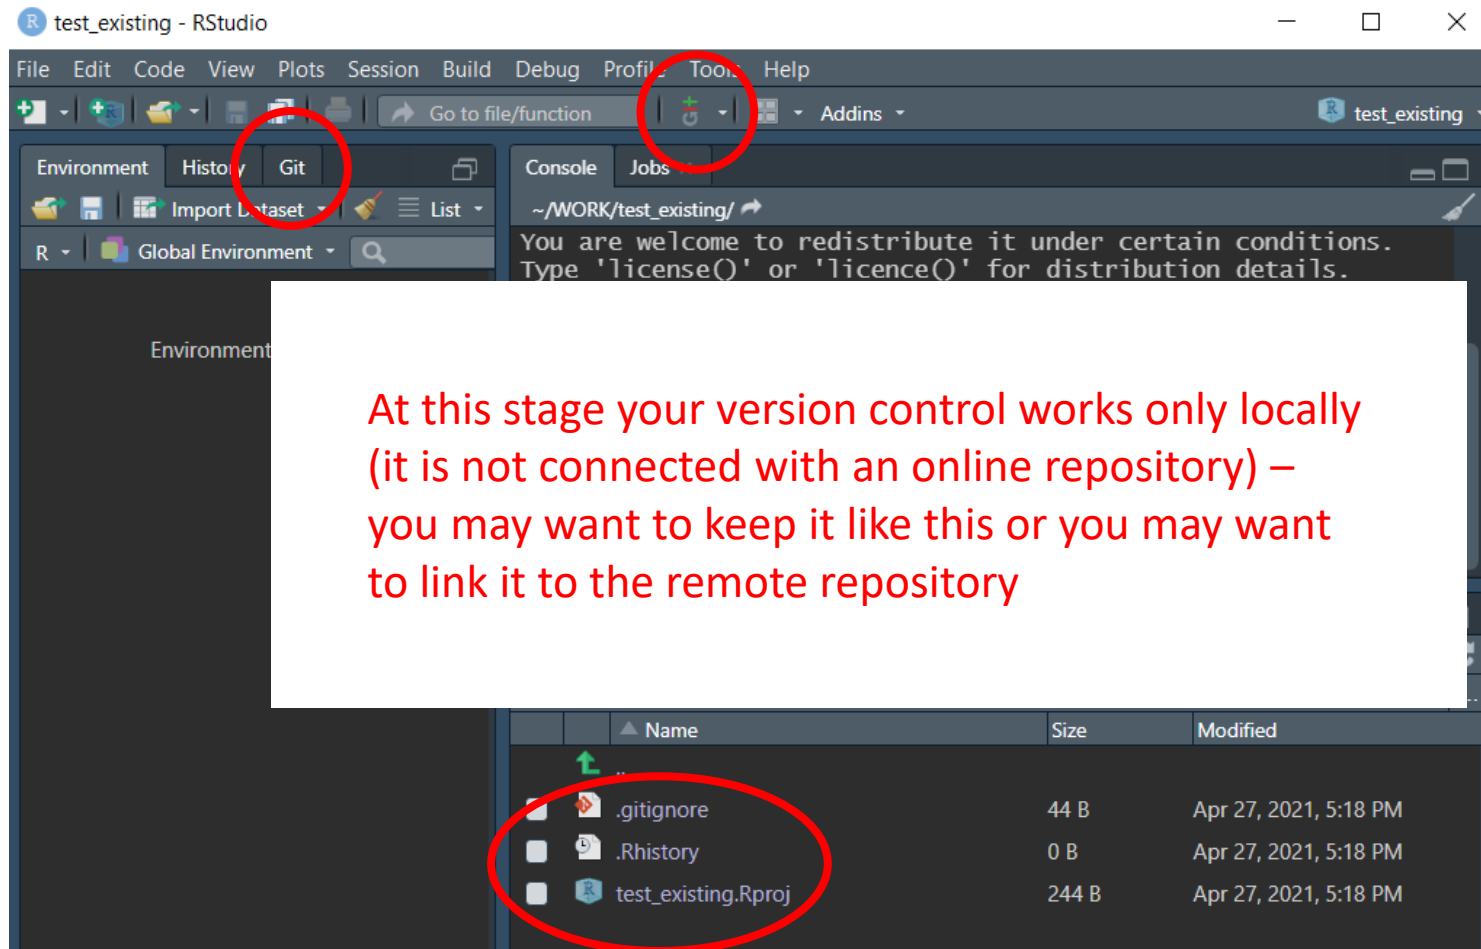 test_existing - RStudio
File Edit Code View Plots Session Build Debug Profile Tools Help
Go to file/function Addins test_existing
Environment History Git
Import Dataset List
R Global Environment
Environment
Console Jobs
~/WORK/test_existing/
You are welcome to redistribute it under certain conditions.
Type 'license()' or 'licence()' for distribution details.
At this stage your version control works only locally
(it is not connected with an online repository) –
you may want to keep it like this or you may want
to link it to the remote repository
Name Size Modified
..
.gitignore 44 B Apr 27, 2021, 5:18 PM
.Rhistory 0 B Apr 27, 2021, 5:18 PM
test_existing.Rproj 244 B Apr 27, 2021, 5:18 PM